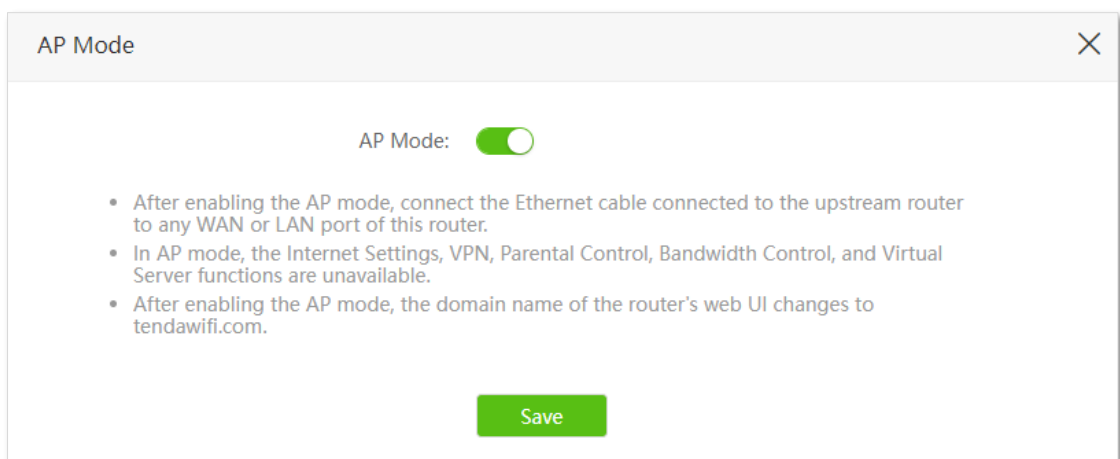 AP Mode
AP Mode:
• After enabling the AP mode, connect the Ethernet cable connected to the upstream router
to any WAN or LAN port of this router.
• In AP mode, the Internet Settings, VPN, Parental Control, Bandwidth Control, and Virtual
Server functions are unavailable.
• After enabling the AP mode, the domain name of the router's web UI changes to
tendawifi.com.
Save